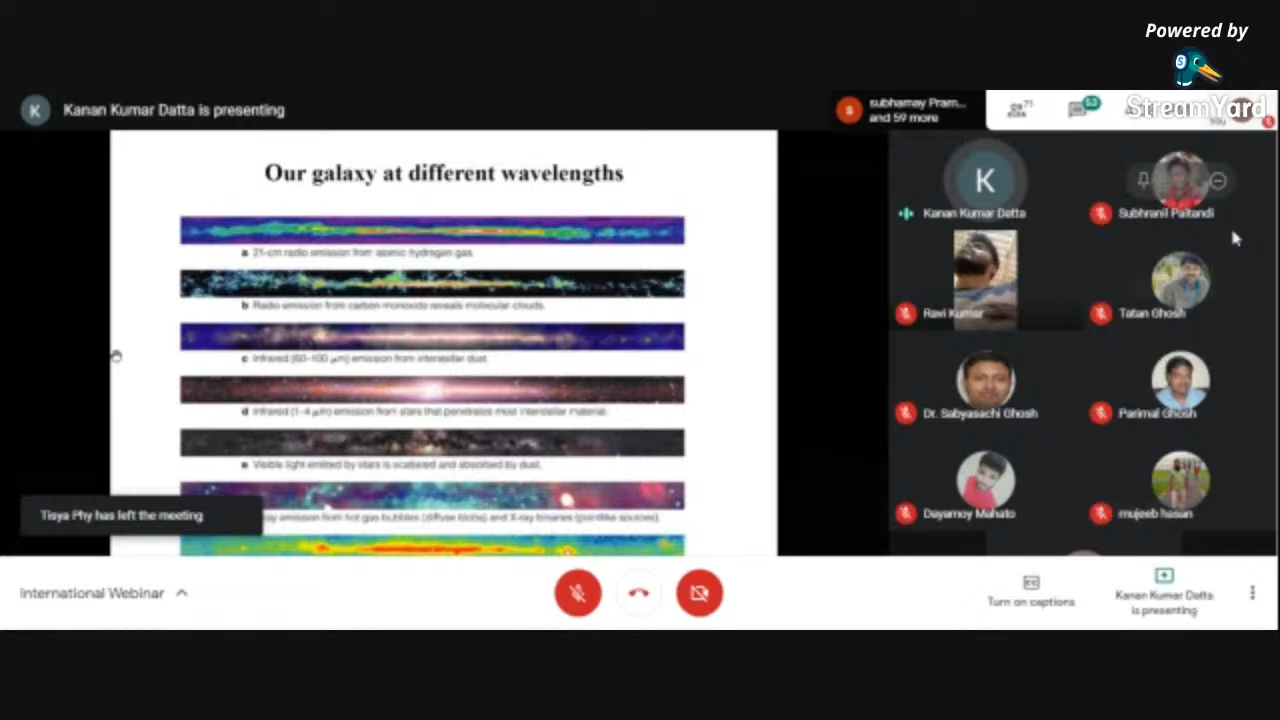 Powered by
StreamYard
K
Kanan Kumar Datta is presenting
s
subhamay Pram...
and 59 more
71
53
You
Our galaxy at different wavelengths
a 21-cm radio emission from atomic hydrogen gas.
b Radio emission from carbon monoxide reveals molecular clouds.
c Infrared (60–100 μm) emission from interstellar dust
d Infrared (1–4 μm) emission from stars that penetrates most interstellar material.
e Visible light emitted by stars is scattered and absorbed by dust.
ray emission from hot gas bubbles (diffuse blobs) and X-ray binaries (pointlike sources).
K
Kanan Kumar Datta
Subhranil Paitandi
Ravi Kumar
Tatan Ghosh
Dr. Sabyasachi Ghosh
Parimal Ghosh
Dayamoy Mahato
mujeeb hasan
Tisya Phy has left the meeting
International Webinar
Turn on captions
Kanan Kumar Datta
is presenting